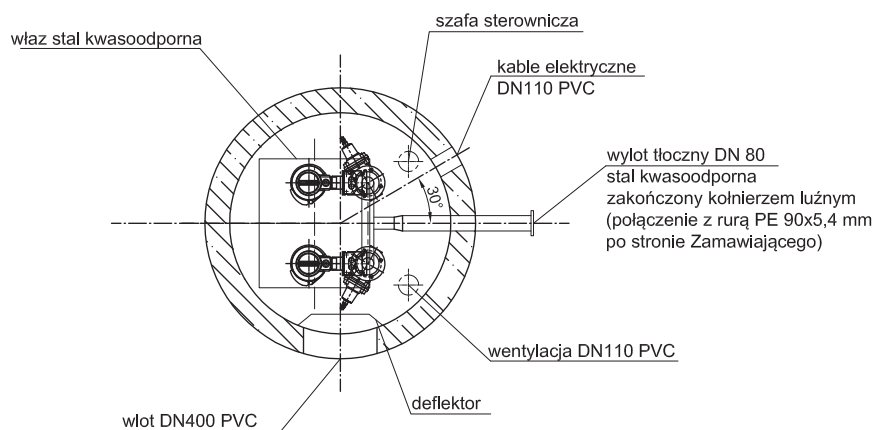 szafa sterownicza
właz stal kwasoodporna
kable elektryczne
DN110 PVC
wylot tłoczny DN 80
stal kwasoodporna
zakończony kołnierzem luźnym
(połączenie z rurą PE 90x5,4 mm
po stronie Zamawiającego)
30°
wentylacja DN110 PVC
deflektor
wlot DN400 PVC